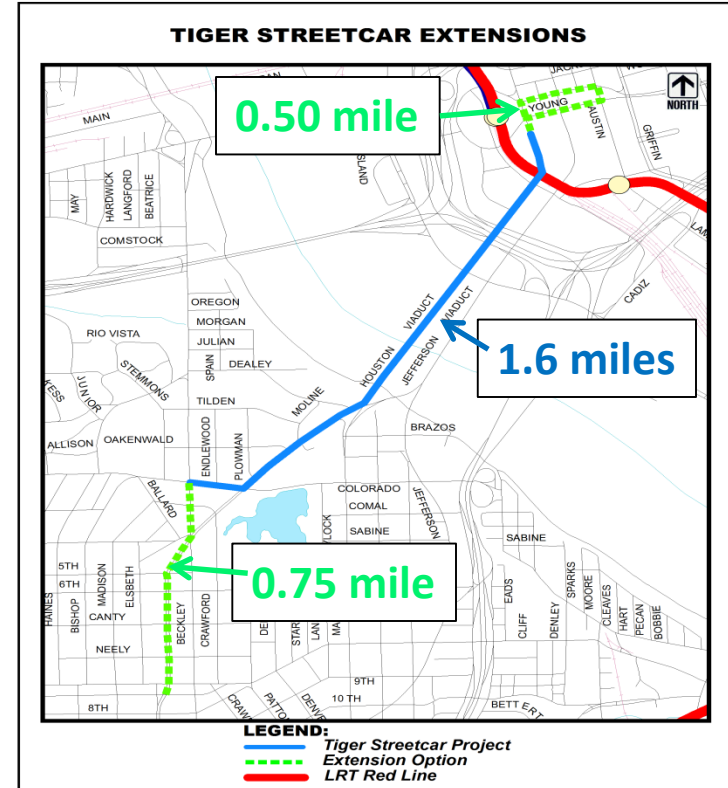 TIGER STREETCAR EXTENSIONS
MAIN
0.50 mile
YOUNG
AUSTIN
GRIFFIN
NORTH
MAY
HARDWICK
LANGFORD
BEATRICE
COMSTOCK
CADIZ
OREGON
MORGAN
JULIAN
RIO VISTA
SPAIN
DEALEY
STEMMONS
HOUSTON
VIADUCT
JEFFERSON
VIADUCT
1.6 miles
JUNIOR
TILDEN
MOLINE
ALLISON
OAKENWALD
ENDLEWOOD
PLOWMAN
BRAZOS
BALLARD
COLORADO
COMAL
SABINE
JEFFERSON
SABINE
5TH
6TH
0.75 mile
HAINES
BISHOP
MADISON
ELSBETH
CANTY
BECKLEY
CRAWFORD
NEELY
EADS
CLIFF
DENLEY
SPARKS
MOORE
CLEAVES
HART
PECAN
BOBBIE
8TH
9TH
10 TH
LEGEND:
Tiger Streetcar Project
Extension Option
LRT Red Line